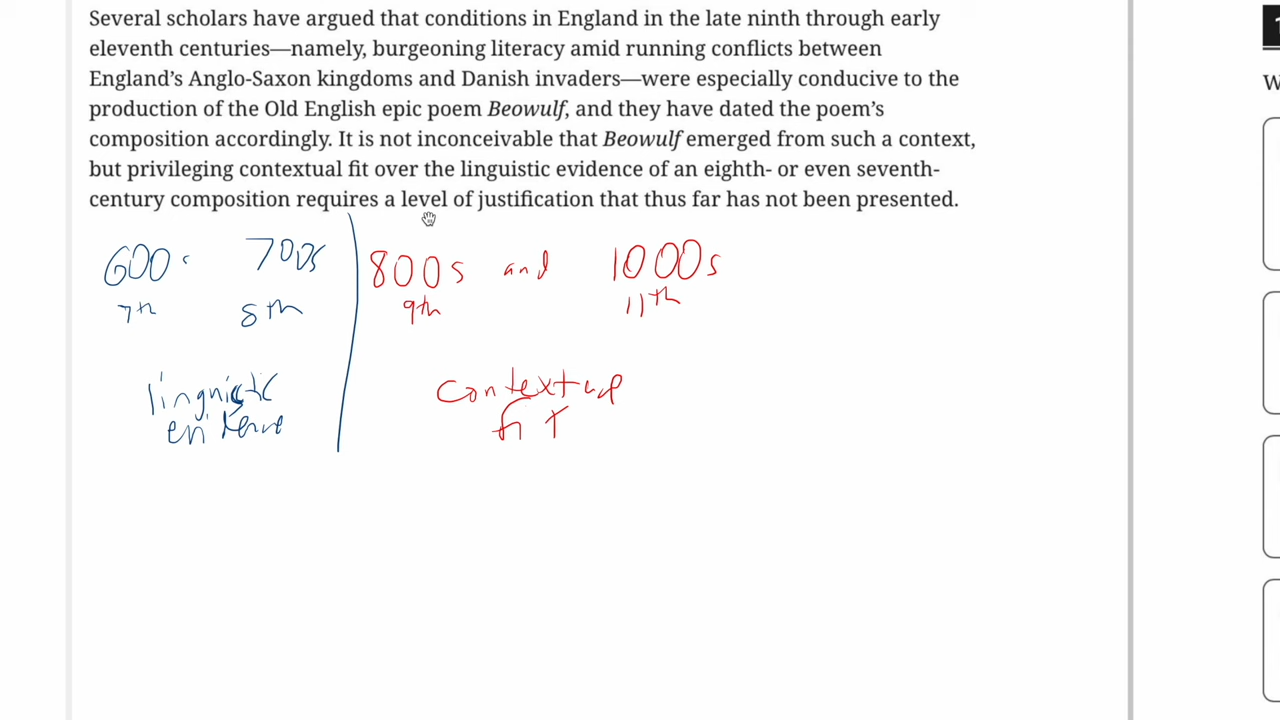 Several scholars have argued that conditions in England in the late ninth through early
eleventh centuries—namely, burgeoning literacy amid running conflicts between
England's Anglo-Saxon kingdoms and Danish invaders—were especially conducive to the
production of the Old English epic poem Beowulf, and they have dated the poem's
composition accordingly. It is not inconceivable that Beowulf emerged from such a context,
but privileging contextual fit over the linguistic evidence of an eighth- or even seventh-
century composition requires a level of justification that thus far has not been presented.
600s 700s 800s and 1000s
7th 8th 9th 11th
linguistic contextual
fit